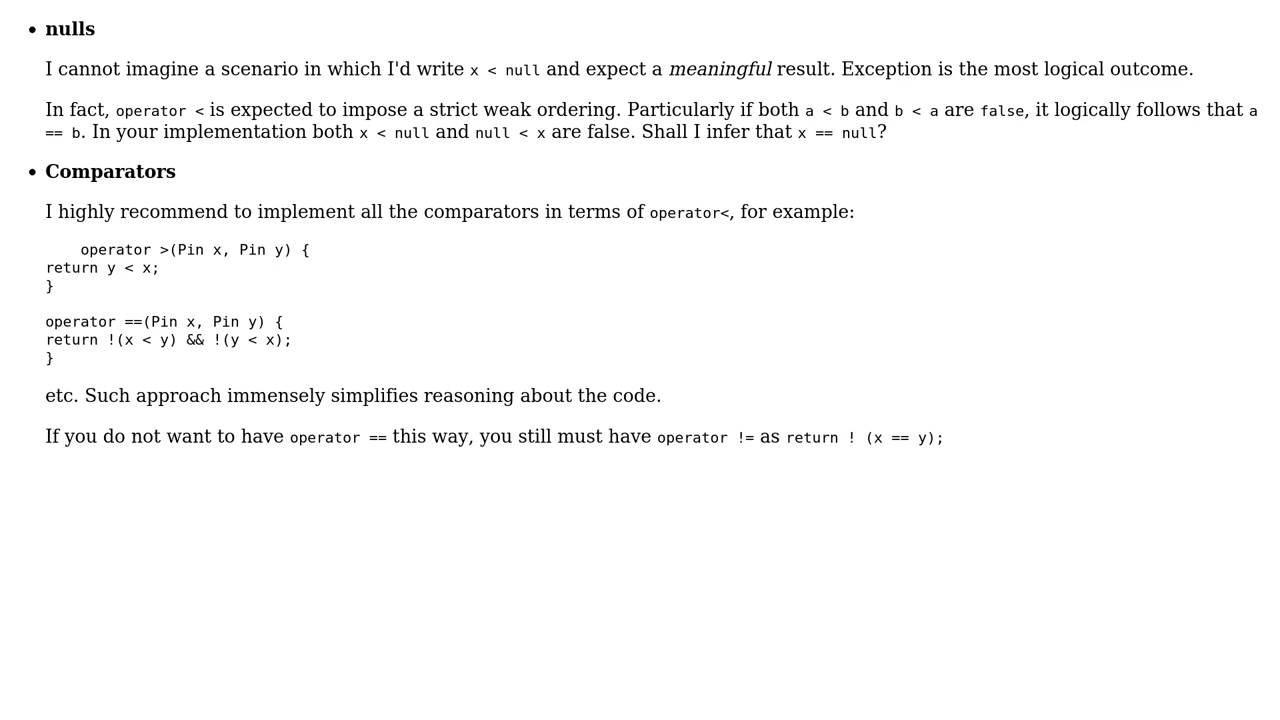 • nulls
I cannot imagine a scenario in which I'd write x < null and expect a meaningful result. Exception is the most logical outcome.
In fact, operator < is expected to impose a strict weak ordering. Particularly if both a < b and b < a are false, it logically follows that a
== b. In your implementation both x < null and null < x are false. Shall I infer that x == null?
• Comparators
I highly recommend to implement all the comparators in terms of operator<, for example:
    operator >(Pin x, Pin y) {
return y < x;
}
operator ==(Pin x, Pin y) {
return !(x < y) && !(y < x);
}
etc. Such approach immensely simplifies reasoning about the code.
If you do not want to have operator == this way, you still must have operator != as return ! (x == y);